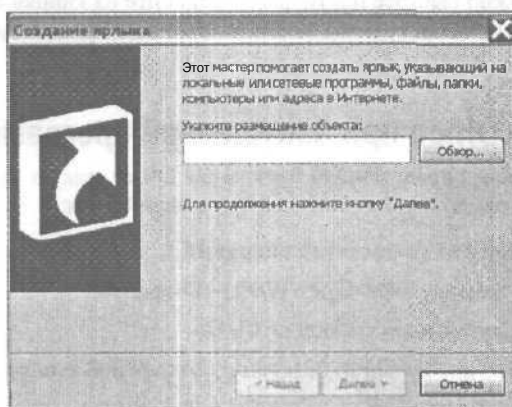 Создание ярлыка
Этот мастер помогает создать ярлык, указывающий на
локальные или сетевые программы, файлы, папки,
компьютеры или адреса в Интернете.
Укажите размещение объекта:
Обзор...
Для продолжения нажмите кнопку "Далее".
< Назад
Далее >
Отмена